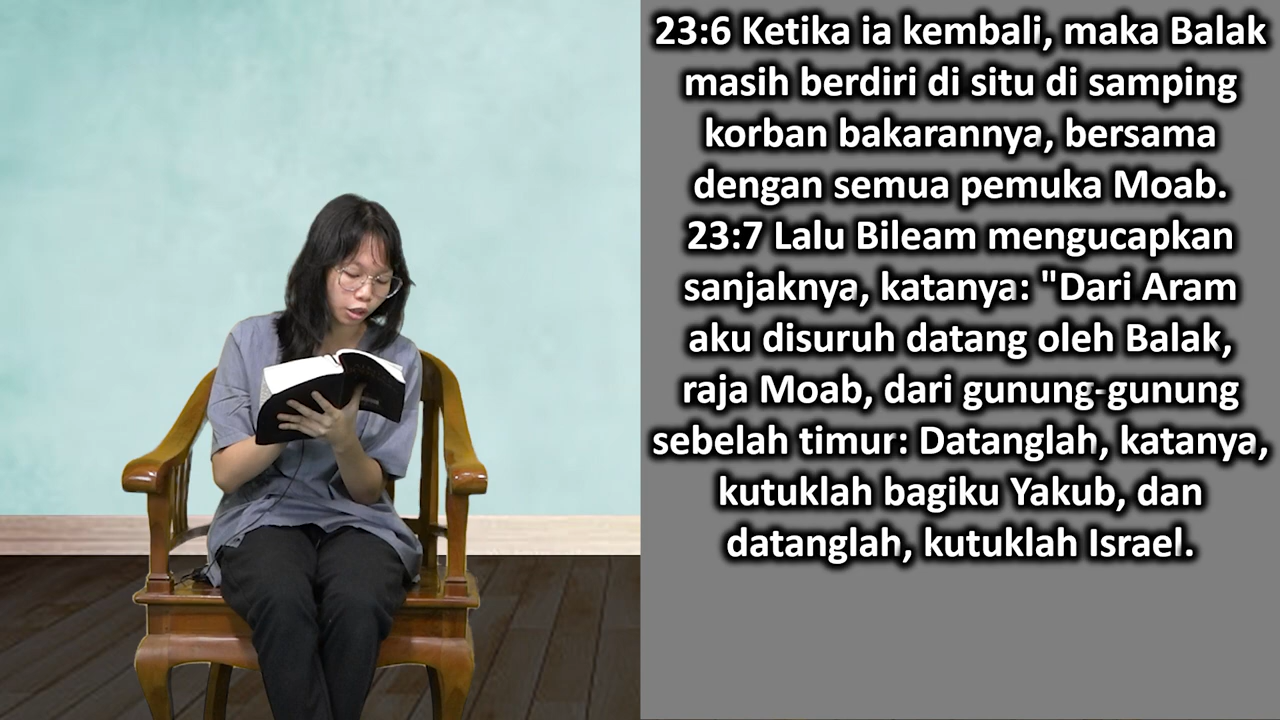 23:6 Ketika ia kembali, maka Balak
masih berdiri di situ di samping
korban bakarannya, bersama
dengan semua pemuka Moab.
23:7 Lalu Bileam mengucapkan
sanjaknya, katanya: "Dari Aram
aku disuruh datang oleh Balak,
raja Moab, dari gunung-gunung
sebelah timur: Datanglah, katanya,
kutuklah bagiku Yakub, dan
datanglah, kutuklah Israel.